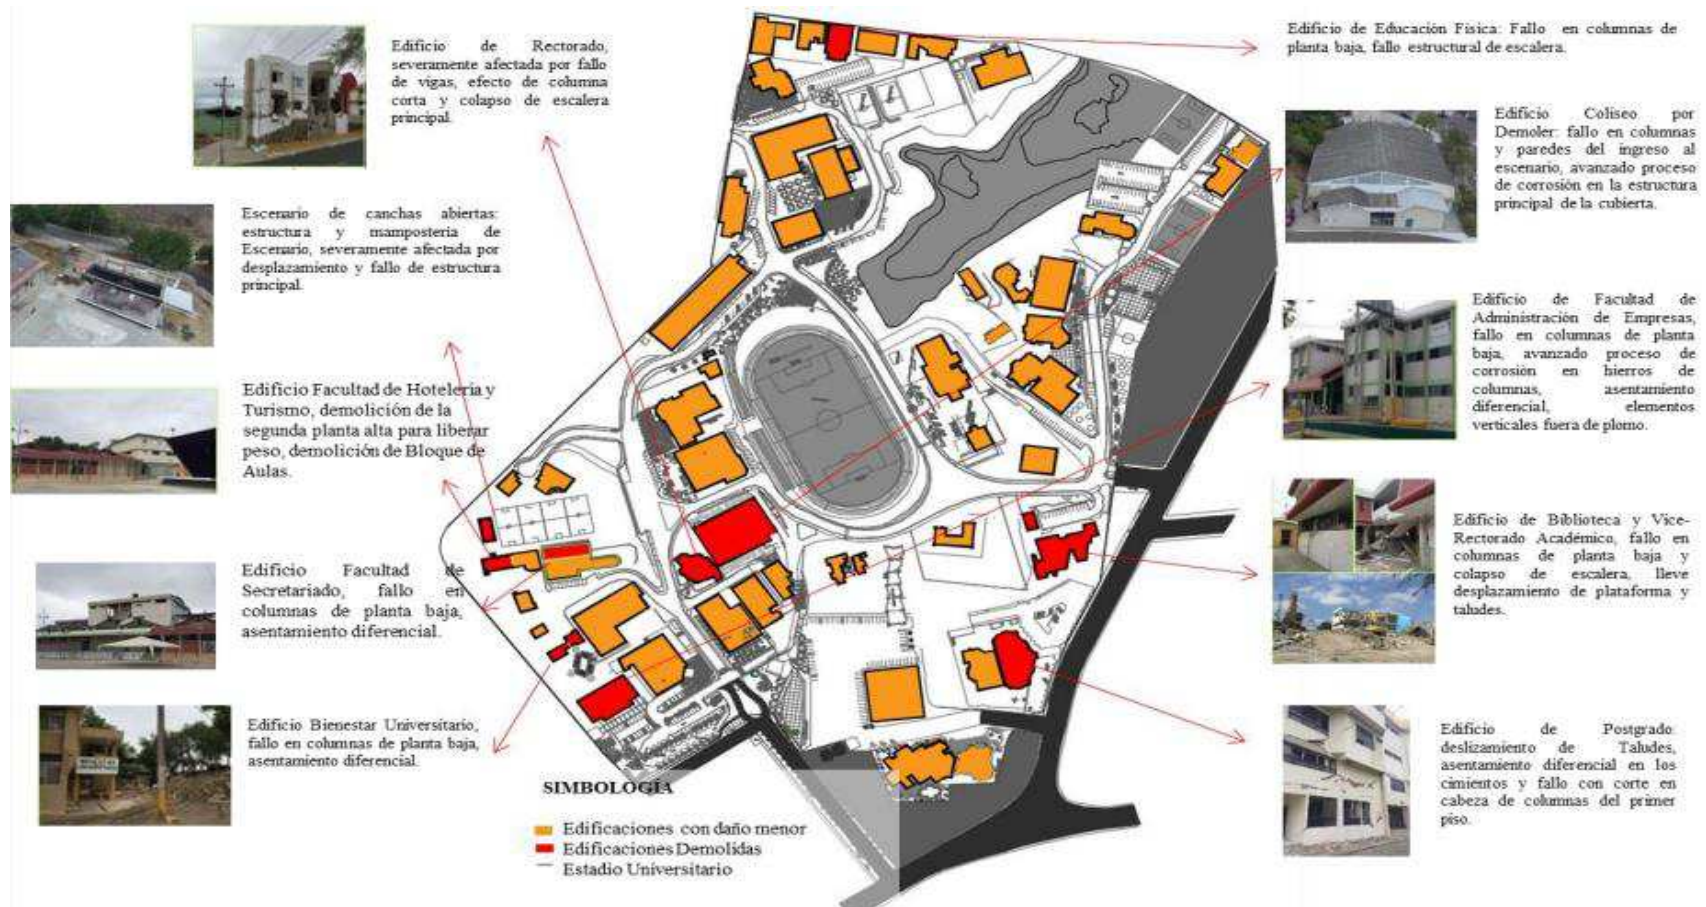 Edificio de Rectorado,
severamente afectada por fallo
de vigas, efecto de columna
corta y colapso de escalera
principal.
Escenario de canchas abiertas:
estructura y mampostería de
Escenario, severamente afectada por
desplazamiento y fallo de estructura
principal.
Edificio Facultad de Hotelería y
Turismo, demolición de la
segunda planta alta para liberar
peso, demolición de Bloque de
Aulas.
Edificio Facultad de
Secretariado, fallo en
columnas de planta baja,
asentamiento diferencial.
Edificio Bienestar Universitario,
fallo en columnas de planta baja,
asentamiento diferencial.
Edificio de Educación Física: Fallo en columnas de
planta baja, fallo estructural de escalera.
Edificio Coliseo por
Demoler: fallo en columnas
y paredes del ingreso al
escenario, avanzado proceso
de corrosión en la estructura
principal de la cubierta.
Edificio de Facultad de
Administración de Empresas,
fallo en columnas de planta
baja, avanzado proceso de
corrosión en hierros de
columnas, asentamiento
diferencial, elementos
verticales fuera de plomo.
Edificio de Biblioteca y Vice-
Rectorado Académico, fallo en
columnas de planta baja y
colapso de escalera, lleve
desplazamiento de plataforma y
taludes.
Edificio de Postgrado:
deslizamiento de Taludes,
asentamiento diferencial en los
cimientos y fallo con corte en
cabeza de columnas del primer
piso.
SIMBOLOGÍA
Edificaciones con daño menor
Edificaciones Demolidas
Estadio Universitario